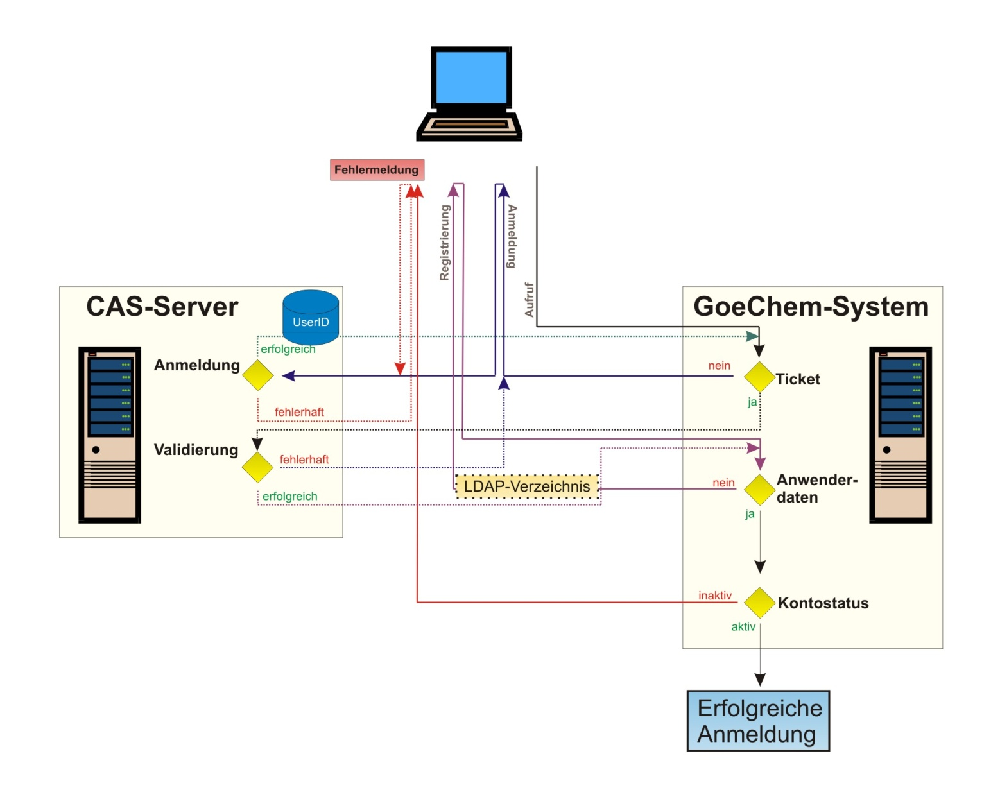 Fehlermeldung
Registrierung
Anmeldung
Aufruf
CAS-Server
UserID
erfolgreich
Anmeldung
fehlerhaft
Validierung
fehlerhaft
erfolgreich
LDAP-Verzeichnis
GoeChem-System
nein
Ticket
ja
nein
Anwender-
daten
ja
inaktiv
Kontostatus
aktiv
Erfolgreiche
Anmeldung